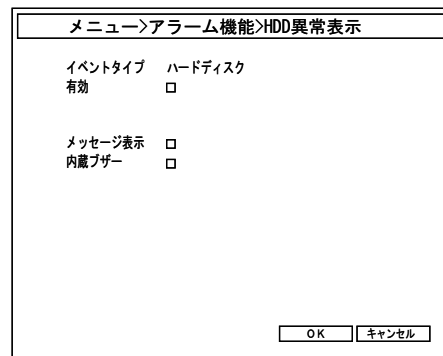 メニュー>アラーム機能>HDD異常表示
イベントタイプ ハードディスク
有効 □
メッセージ表示 □
内蔵ブザー □
OK キャンセル